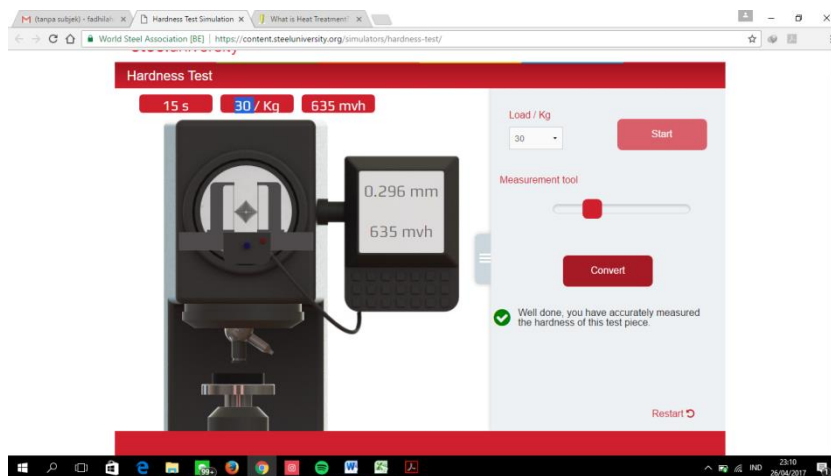 (tanpa subjek) - fadhilah
Hardness Test Simulation
What is Heat Treatment?
World Steel Association [BE] | https://content.steeluniversity.org/simulators/hardness-test/
Hardness Test
15 s
30 / Kg
635 mvh
Load / Kg
30
Start
0.296 mm
635 mvh
Measurement tool
Convert
Well done, you have accurately measured
the hardness of this test piece.
Restart
99+
IND
23:10
26/04/2017